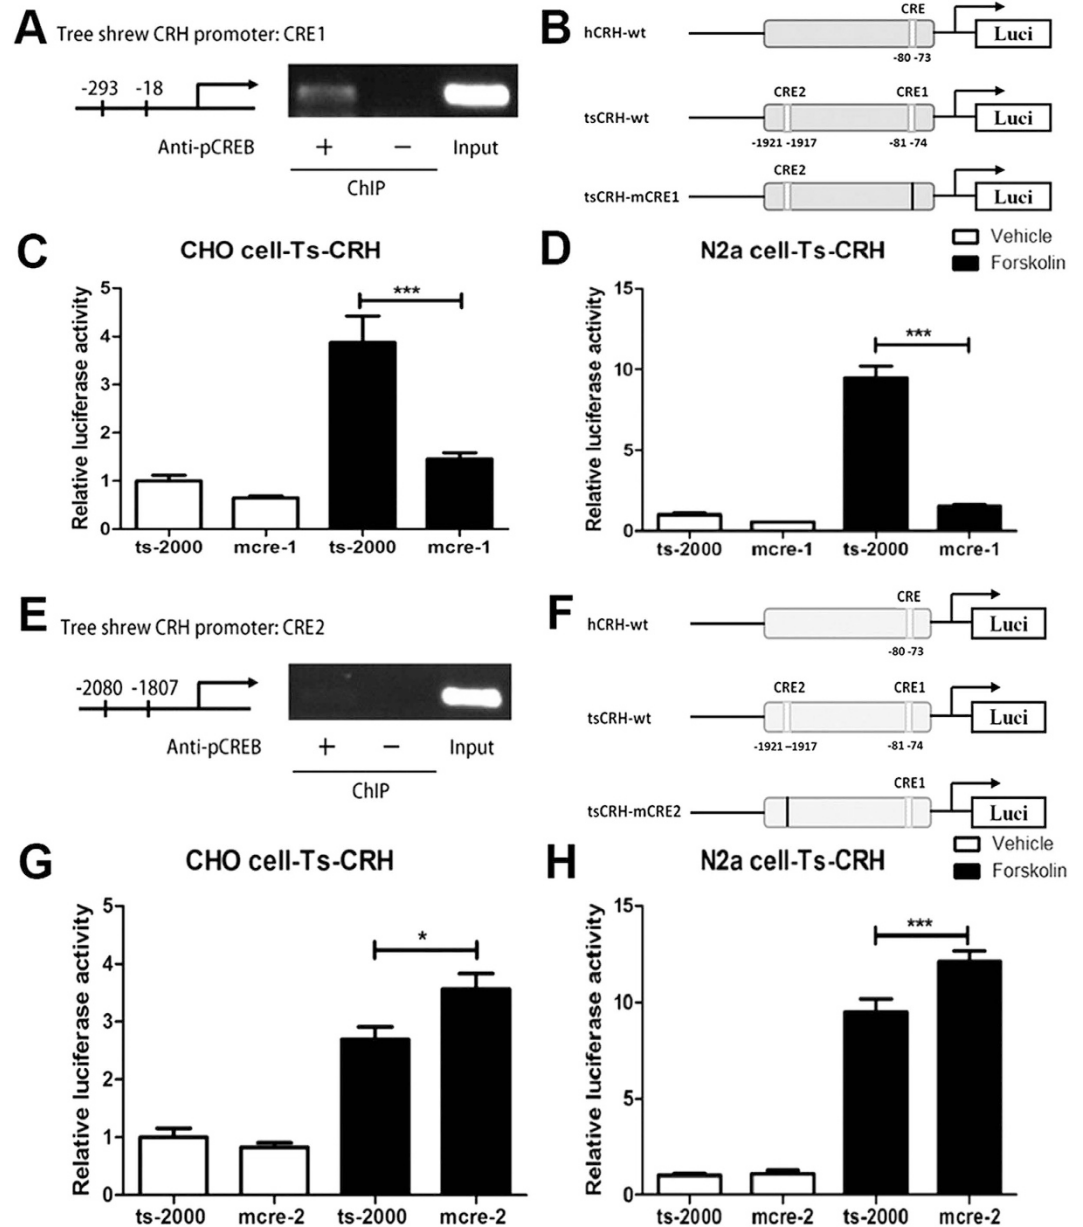 A
Tree shrew CRH promoter: CRE1
-293 -18
Anti-pCREB + − Input
ChIP
B
CRE
hCRH-wt Luci
-80 -73
CRE2 CRE1
tsCRH-wt Luci
-1921 -1917 -81 -74
CRE2
tsCRH-mCRE1 Luci
C
CHO cell-Ts-CRH
Relative luciferase activity
5
4
3
2
1
0
***
ts-2000 mcre-1 ts-2000 mcre-1
D
N2a cell-Ts-CRH
Vehicle
Forskolin
Relative luciferase activity
15
10
5
0
***
ts-2000 mcre-1 ts-2000 mcre-1
E
Tree shrew CRH promoter: CRE2
-2080 -1807
Anti-pCREB + − Input
ChIP
F
CRE
hCRH-wt Luci
-80 -73
CRE2 CRE1
tsCRH-wt Luci
-1921 –1917 -81 -74
CRE1
tsCRH-mCRE2 Luci
G
CHO cell-Ts-CRH
Relative luciferase activity
5
4
3
2
1
0
*
ts-2000 mcre-2 ts-2000 mcre-2
H
N2a cell-Ts-CRH
Vehicle
Forskolin
Relative luciferase activity
15
10
5
0
***
ts-2000 mcre-2 ts-2000 mcre-2